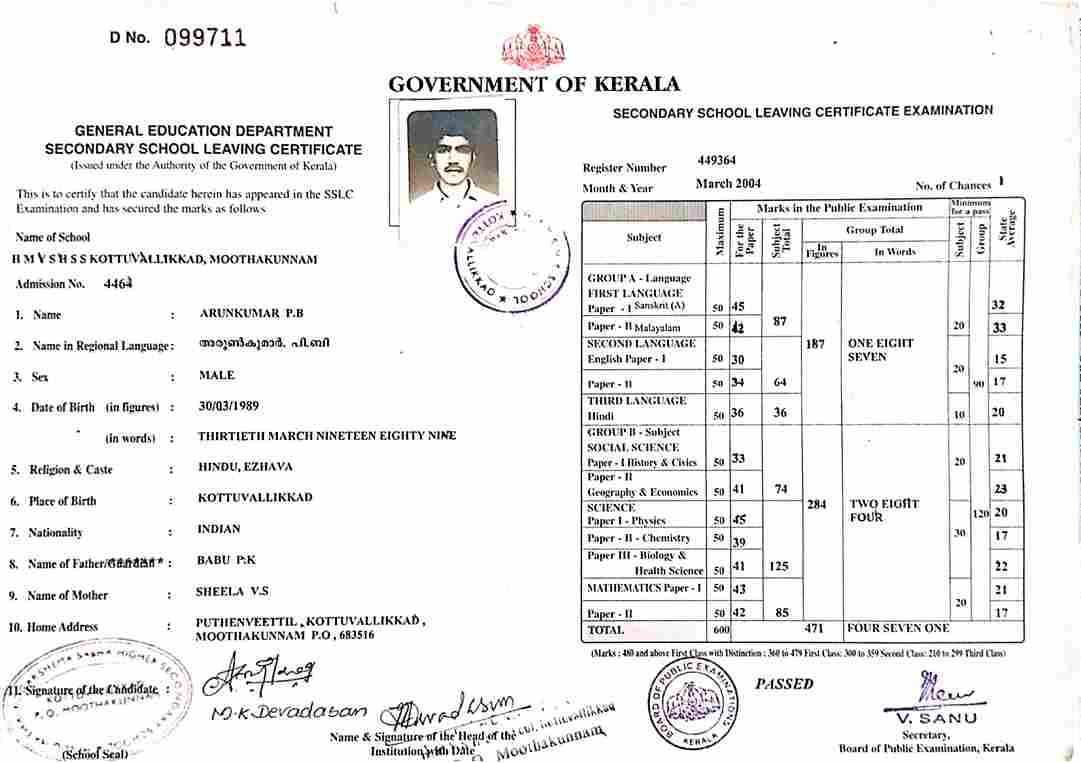 D No. 099711
GOVERNMENT OF KERALA
GENERAL EDUCATION DEPARTMENT
SECONDARY SCHOOL LEAVING CERTIFICATE
(Issued under the Authority of the Government of Kerala)
This is to certify that the candidate herein has appeared in the SSLC
Examination and has secured the marks as follows
Name of School
H M Y S H S S KOTTUVALLIKKAD, MOOTHAKUNNAM
Admission No. 4464
1. Name : ARUNKUMAR P.B
2. Name in Regional Language : അരുൺകുമാർ. പി.ബി
3. Sex : MALE
4. Date of Birth (in figures) : 30/03/1989
(in words) : THIRTIETH MARCH NINETEEN EIGHTY NINE
5. Religion & Caste : HINDU, EZHAVA
6. Place of Birth : KOTTUVALLIKKAD
7. Nationality : INDIAN
8. Name of Father/ : BABU P.K
9. Name of Mother : SHEELA V.S
10. Home Address : PUTHENVEETTIL , KOTTUVALLIKKAD ,
MOOTHAKUNNAM P.O , 683516
11. Signature of the Candidate :
M.K Devadasan
Name & Signature of the Head of the
Institution with Date
Moothakunnam
(School Seal)
P. O. MOOTHAKUNNAM
SCHOOL
SECONDARY SCHOOL LEAVING CERTIFICATE EXAMINATION
Register Number 449364
Month & Year March 2004 No. of Chances 1
Subject Maximum Marks in the Public Examination Minimum for a pass State Average
For the Paper Subject Total Group Total Subject Group
In Figures In Words
GROUP A - Language
FIRST LANGUAGE
Paper - I Sanskrit (A) 50 45 32
Paper - II Malayalam 50 42 87 20 33
187 ONE EIGHT SEVEN
SECOND LANGUAGE
English Paper - I 50 30 15
Paper - II 50 34 64 20 90 17
THIRD LANGUAGE
Hindi 50 36 36 10 20
GROUP B - Subject
SOCIAL SCIENCE
Paper - I History & Civics 50 33 20 21
Paper - II
Geography & Economics 50 41 74 23
284 TWO EIGHT FOUR
SCIENCE
Paper I - Physics 50 45 120 20
Paper - II - Chemistry 50 39 30 17
Paper III - Biology &
Health Science 50 41 125 22
MATHEMATICS Paper - I 50 43 21
Paper - II 50 42 85 20 17
TOTAL 600 471 FOUR SEVEN ONE
(Marks : 480 and above First Class with Distinction : 360 to 479 First Class: 300 to 359 Second Class: 210 to 299 Third Class)
BOARD OF PUBLIC EXAMINATIONS
KERALA
PASSED
V. SANU
Secretary,
Board of Public Examination, Kerala